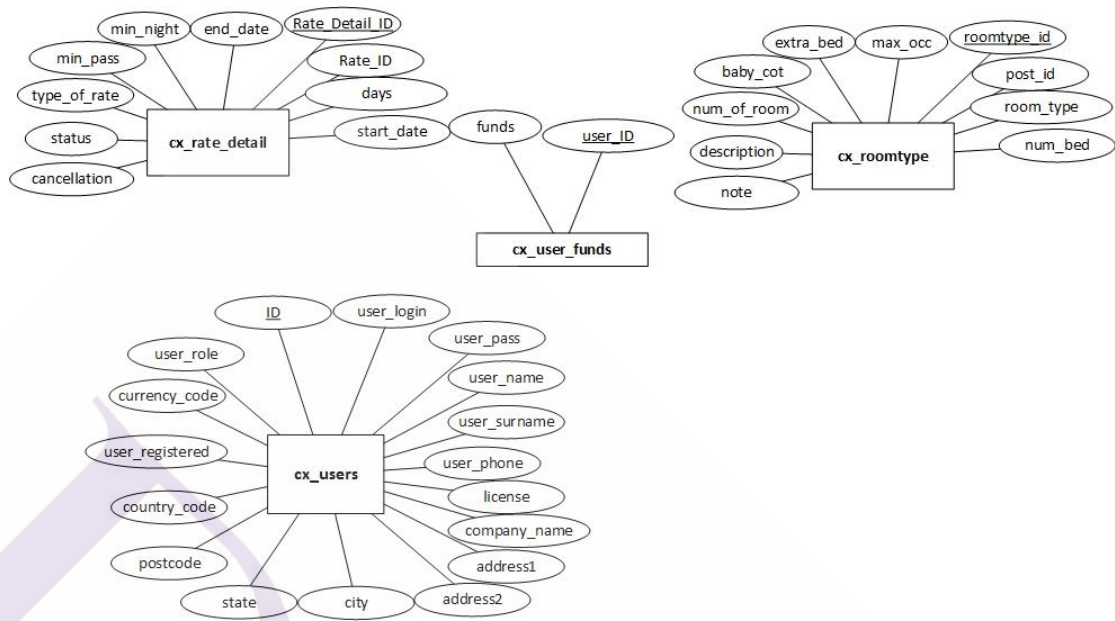 min_night
end_date
Rate_Detail_ID
min_pass
Rate_ID
type_of_rate
days
status
start_date
cancellation
cx_rate_detail
funds
user_ID
cx_user_funds
extra_bed
max_occ
roomtype_id
baby_cot
post_id
num_of_room
room_type
description
num_bed
note
cx_roomtype
ID
user_login
user_role
user_pass
currency_code
user_name
user_registered
user_surname
cx_users
user_phone
country_code
license
company_name
postcode
address1
state
city
address2